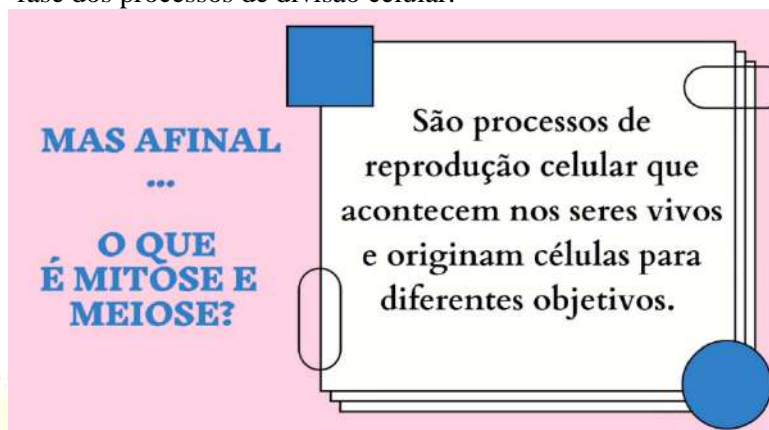 fase dos processos de divisão celular.
MAS AFINAL
...
O QUE
É MITOSE E
MEIOSE?
São processos de
reprodução celular que
acontecem nos seres vivos
e originam células para
diferentes objetivos.